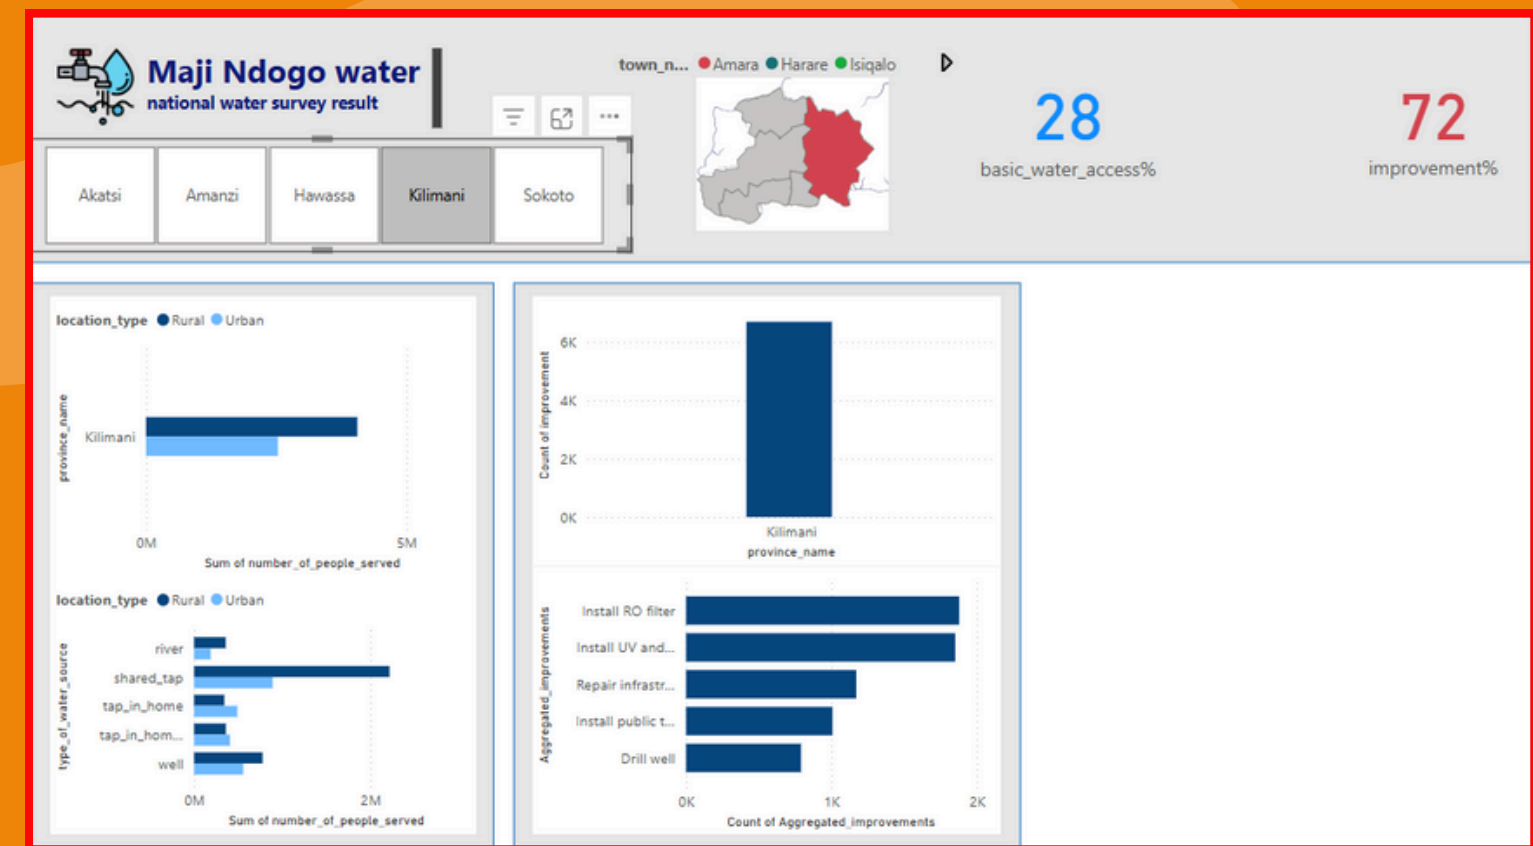 Maji Ndogo water
national water survey result
town_n... Amara Harare Isiqalo
28
basic_water_access%
72
improvement%
Akatsi
Amanzi
Hawassa
Kilimani
Sokoto
location_type Rural Urban
province_name
Kilimani
0M
5M
Sum of number_of_people_served
location_type Rural Urban
type_of_water_source
river
shared_tap
tap_in_home
tap_in_hom...
well
0M
2M
Sum of number_of_people_served
Count of improvement
6K
4K
2K
0K
Kilimani
province_name
Aggregated_improvements
Install RO filter
Install UV and...
Repair infrastr...
Install public t...
Drill well
0K
1K
2K
Count of Aggregated_improvements